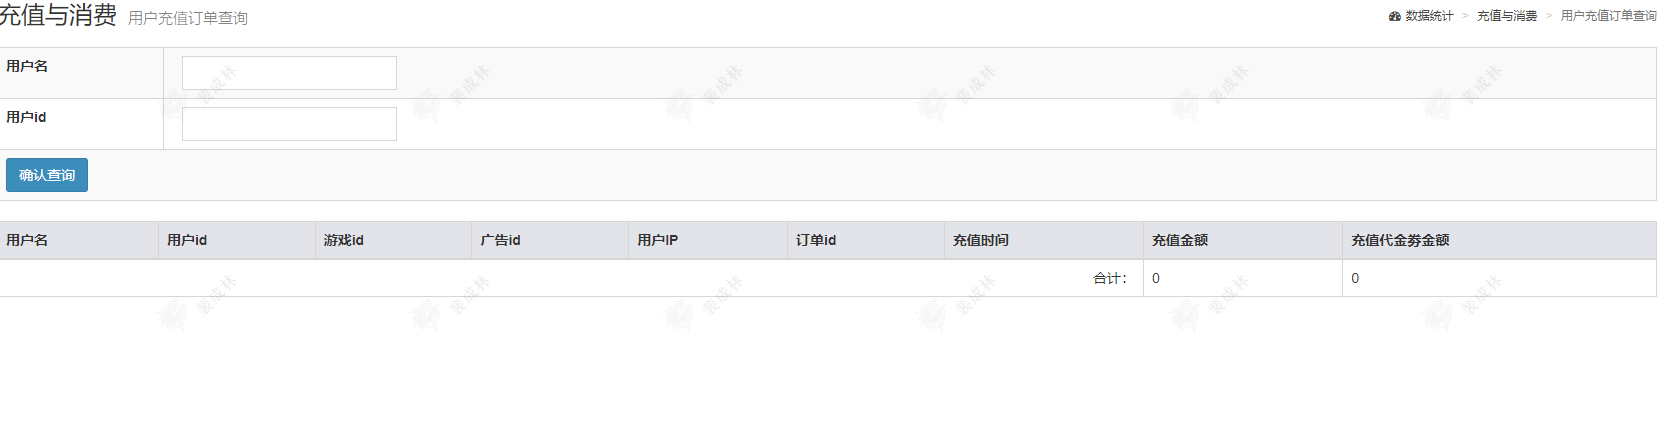 充值与消费 用户充值订单查询
数据统计 > 充值与消费 > 用户充值订单查询
用户名
用户id
确认查询
用户名 用户id 游戏id 广告id 用户IP 订单id 充值时间 充值金额 充值代金劵金额
合计： 0 0
裴成林 裴成林 裴成林 裴成林 裴成林 裴成林
裴成林 裴成林 裴成林 裴成林 裴成林 裴成林